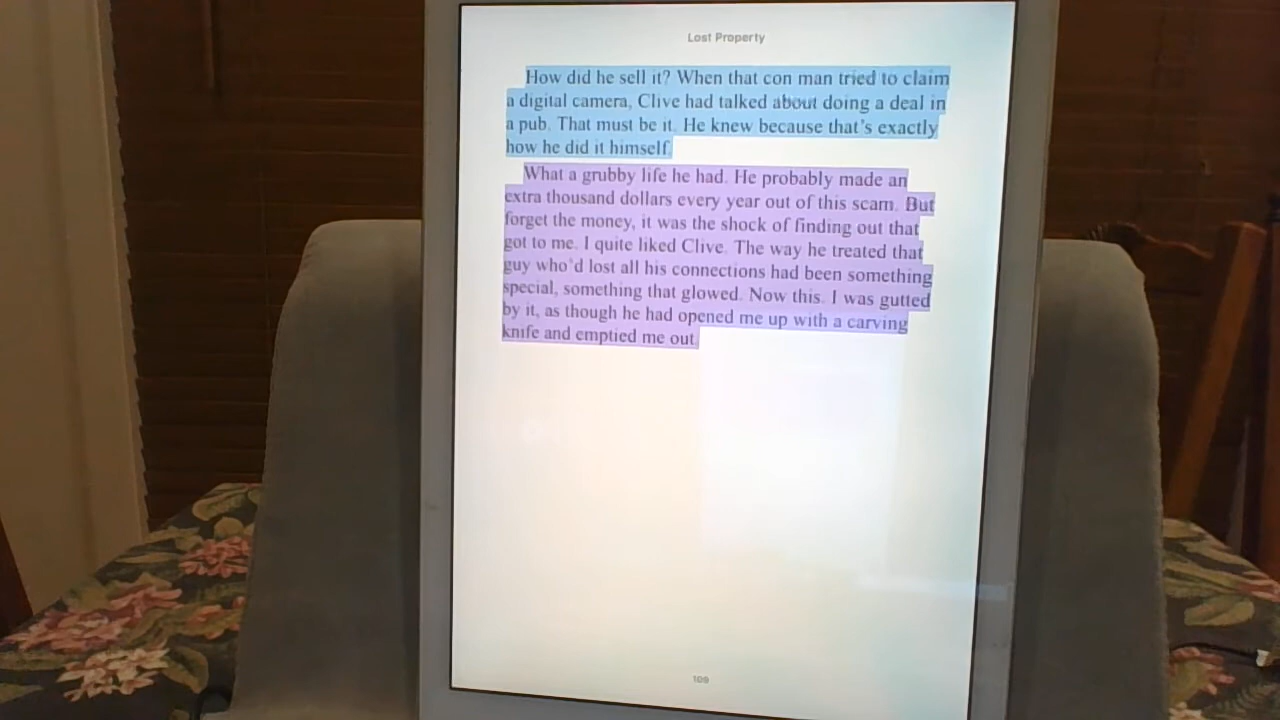 Lost Property
How did he sell it? When that con man tried to claim
a digital camera, Clive had talked about doing a deal in
a pub. That must be it. He knew because that's exactly
how he did it himself.
What a grubby life he had. He probably made an
extra thousand dollars every year out of this scam. But
forget the money, it was the shock of finding out that
got to me. I quite liked Clive. The way he treated that
guy who'd lost all his connections had been something
special, something that glowed. Now this. I was gutted
by it, as though he had opened me up with a carving
knife and emptied me out.
109